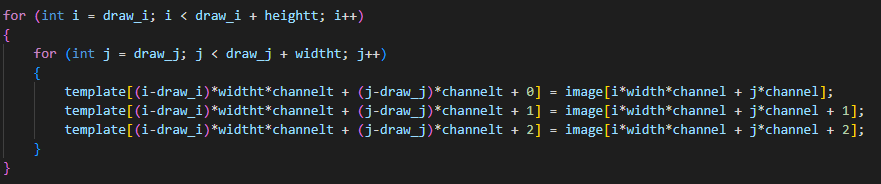 for (int i = draw_i; i < draw_i + heightt; i++)
{
    for (int j = draw_j; j < draw_j + widtht; j++)
    {
        template[(i-draw_i)*widtht*channelt + (j-draw_j)*channelt + 0] = image[i*width*channel + j*channel];
        template[(i-draw_i)*widtht*channelt + (j-draw_j)*channelt + 1] = image[i*width*channel + j*channel + 1];
        template[(i-draw_i)*widtht*channelt + (j-draw_j)*channelt + 2] = image[i*width*channel + j*channel + 2];
    }
}